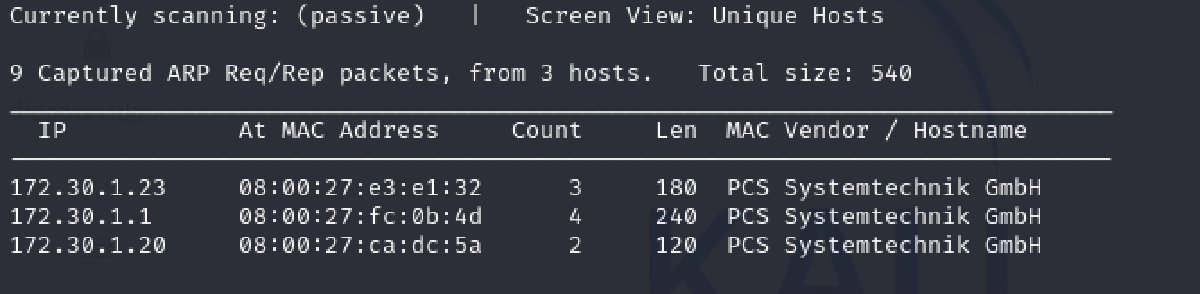 Currently scanning: (passive)   |   Screen View: Unique Hosts
9 Captured ARP Req/Rep packets, from 3 hosts.   Total size: 540
IP            At MAC Address     Count     Len  MAC Vendor / Hostname
172.30.1.23     08:00:27:e3:e1:32      3     180  PCS Systemtechnik GmbH
172.30.1.1      08:00:27:fc:0b:4d      4     240  PCS Systemtechnik GmbH
172.30.1.20     08:00:27:ca:dc:5a      2     120  PCS Systemtechnik GmbH
KALI